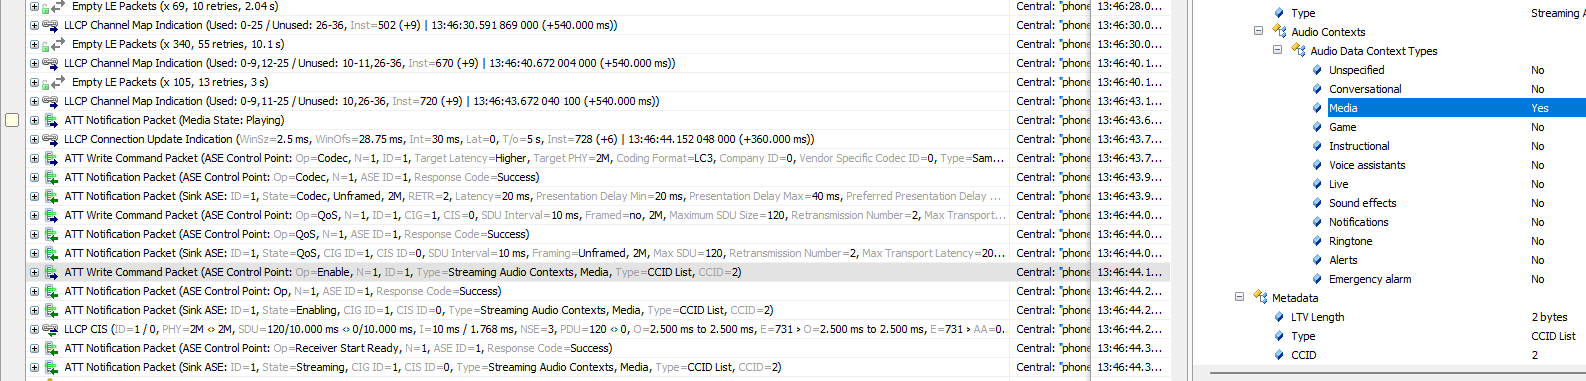 Empty LE Packets (x 69, 10 retries, 2.04 s) Central: "phone 13:46:28.0...
LLCP Channel Map Indication (Used: 0-25 / Unused: 26-36, Inst=502 (+9) | 13:46:30.591 869 000 (+540.000 ms)) Central: "phone 13:46:30.0...
Empty LE Packets (x 340, 55 retries, 10.1 s) Central: "phone 13:46:30.0...
LLCP Channel Map Indication (Used: 0-9,12-25 / Unused: 10-11,26-36, Inst=670 (+9) | 13:46:40.672 004 000 (+540.000 ms)) Central: "phone 13:46:40.1...
Empty LE Packets (x 105, 13 retries, 3 s) Central: "phone 13:46:40.1...
LLCP Channel Map Indication (Used: 0-9,11-25 / Unused: 10,26-36, Inst=720 (+9) | 13:46:43.672 040 100 (+540.000 ms)) Central: "phone 13:46:43.1...
ATT Notification Packet (Media State: Playing) Central: "phone 13:46:43.6...
LLCP Connection Update Indication (WinSz=2.5 ms, WinOfs=28.75 ms, Int=30 ms, Lat=0, T/o=5 s, Inst=728 (+6) | 13:46:44.152 048 000 (+360.000 ms)) Central: "phone 13:46:43.7...
ATT Write Command Packet (ASE Control Point: Op=Codec, N=1, ID=1, Target Latency=Higher, Target PHY=2M, Coding Format=LC3, Company ID=0, Vendor Specific Codec ID=0, Type=Sam... Central: "phone 13:46:43.7...
ATT Notification Packet (ASE Control Point: Op=Codec, N=1, ASE ID=1, Response Code=Success) Central: "phone 13:46:43.9...
ATT Notification Packet (Sink ASE: ID=1, State=Codec, Unframed, 2M, RETR=2, Latency=20 ms, Presentation Delay Min=20 ms, Presentation Delay Max=40 ms, Preferred Presentation Delay ... Central: "phone 13:46:43.9...
ATT Write Command Packet (ASE Control Point: Op=QoS, N=1, ID=1, CIG=1, CIS=0, SDU Interval=10 ms, Framed=no, 2M, Maximum SDU Size=120, Retransmission Number=2, Max Transport... Central: "phone 13:46:44.0...
ATT Notification Packet (ASE Control Point: Op=QoS, N=1, ASE ID=1, Response Code=Success) Central: "phone 13:46:44.0...
ATT Notification Packet (Sink ASE: ID=1, State=QoS, CIG ID=1, CIS ID=0, SDU Interval=10 ms, Framing=Unframed, 2M, Max SDU=120, Retransmission Number=2, Max Transport Latency=20... Central: "phone 13:46:44.0...
ATT Write Command Packet (ASE Control Point: Op=Enable, N=1, ID=1, Type=Streaming Audio Contexts, Media, Type=CCID List, CCID=2) Central: "phone 13:46:44.1...
ATT Notification Packet (ASE Control Point: Op, N=1, ASE ID=1, Response Code=Success) Central: "phone 13:46:44.2...
ATT Notification Packet (Sink ASE: ID=1, State=Enabling, CIG ID=1, CIS ID=0, Type=Streaming Audio Contexts, Media, Type=CCID List, CCID=2) Central: "phone 13:46:44.2...
LLCP CIS (ID=1 / 0, PHY=2M ⇔ 2M, SDU=120/10.000 ms ⇔ 0/10.000 ms, I=10 ms / 1.768 ms, NSE=3, PDU=120 ⇔ 0, O=2.500 ms to 2.500 ms, E=731 > O=2.500 ms to 2.500 ms, E=731 > AA=0... Central: "phone 13:46:44.2...
ATT Notification Packet (ASE Control Point: Op=Receiver Start Ready, N=1, ASE ID=1, Response Code=Success) Central: "phone 13:46:44.3...
ATT Notification Packet (Sink ASE: ID=1, State=Streaming, CIG ID=1, CIS ID=0, Type=Streaming Audio Contexts, Media, Type=CCID List, CCID=2) Central: "phone 13:46:44.3...
Type Streaming A
Audio Contexts
Audio Data Context Types
Unspecified No
Conversational No
Media Yes
Game No
Instructional No
Voice assistants No
Live No
Sound effects No
Notifications No
Ringtone No
Alerts No
Emergency alarm No
Metadata
LTV Length 2 bytes
Type CCID List
CCID 2